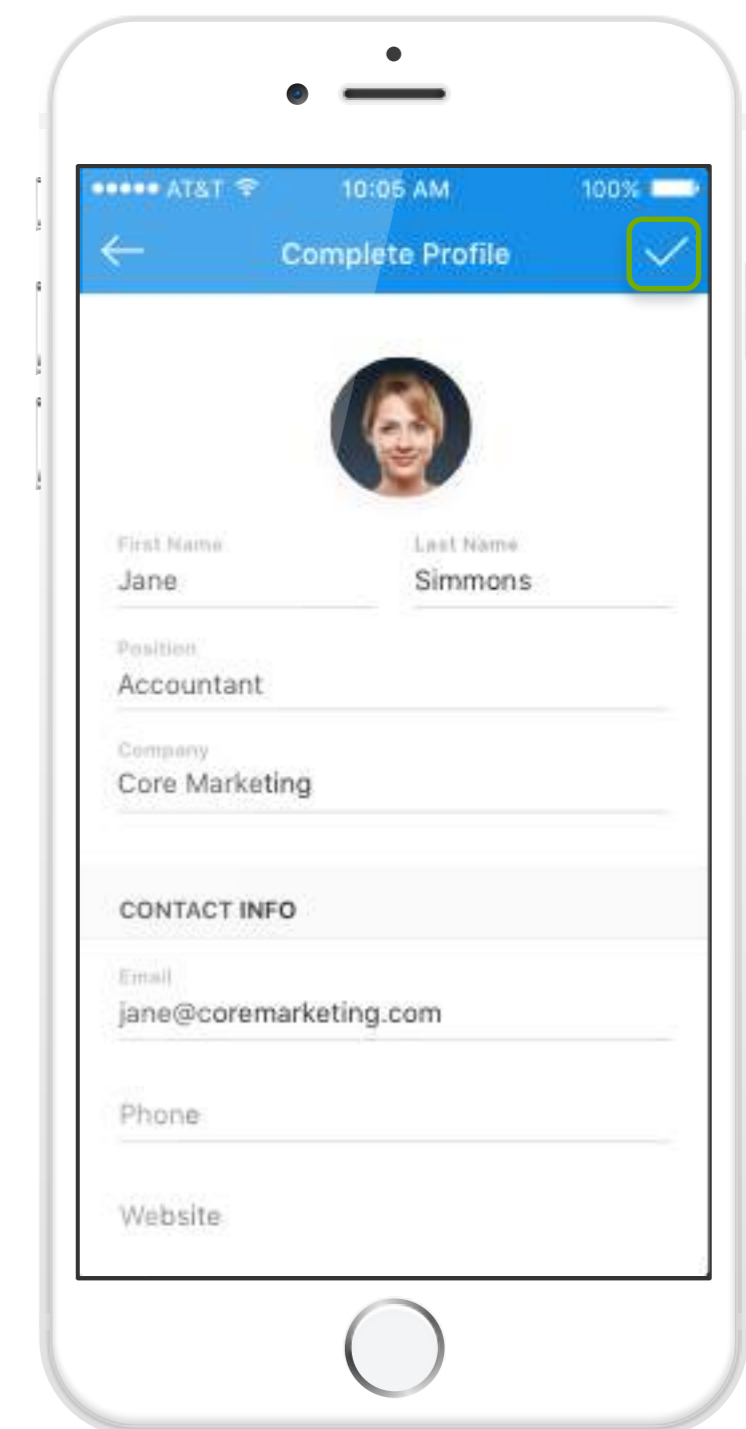 AT&T 10:05 AM 100%
Complete Profile
First Name Last Name
Jane Simmons
Position
Accountant
Company
Core Marketing
CONTACT INFO
Email
jane@coremarketing.com
Phone
Website